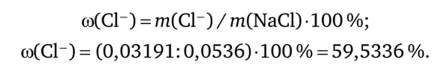 ω(Cl⁻) = m(Cl⁻) / m(NaCl)·100 %;
ω(Cl⁻) = (0,03191:0,0536)·100 % = 59,5336 %.